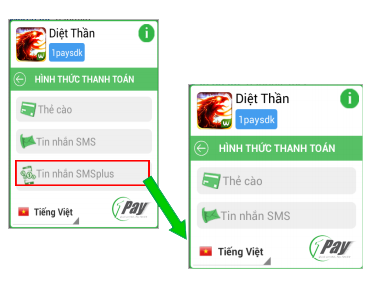 Diệt Thần
1paysdk
HÌNH THỨC THANH TOÁN
Thẻ cào
Tin nhắn SMS
Tin nhắn SMSplus
Tiếng Việt
1Pay
Diệt Thần
1paysdk
HÌNH THỨC THANH TOÁN
Thẻ cào
Tin nhắn SMS
Tiếng Việt
1Pay